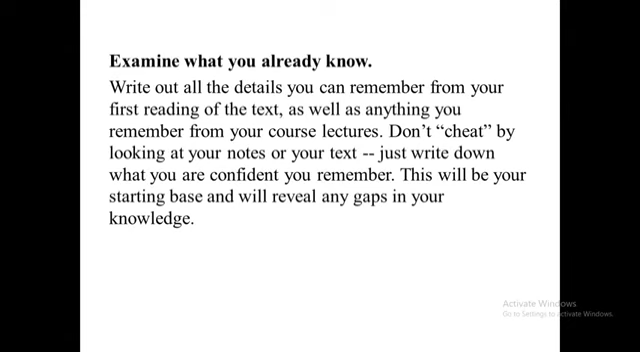 Examine what you already know.
Write out all the details you can remember from your
first reading of the text, as well as anything you
remember from your course lectures. Don’t “cheat” by
looking at your notes or your text -- just write down
what you are confident you remember. This will be your
starting base and will reveal any gaps in your
knowledge.
Activate Windows
Go to Settings to activate Windows.